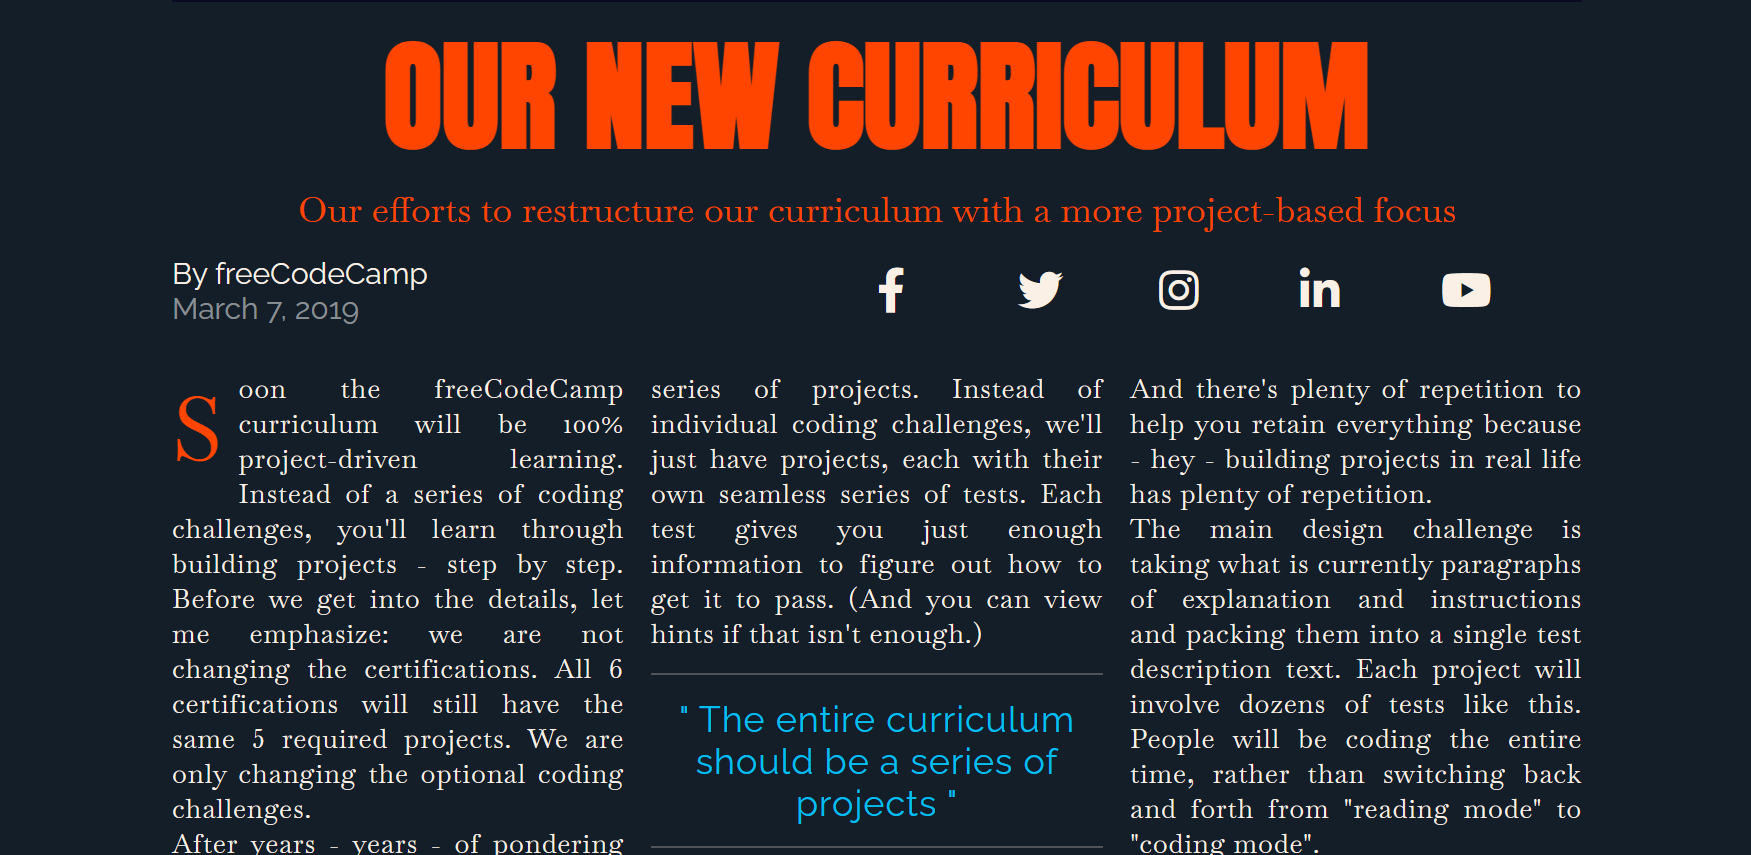 OUR NEW CURRICULUM
Our efforts to restructure our curriculum with a more project-based focus
By freeCodeCamp
March 7, 2019
Soon the freeCodeCamp
curriculum will be 100%
project-driven learning.
Instead of a series of coding
challenges, you'll learn through
building projects - step by step.
Before we get into the details, let
me emphasize: we are not
changing the certifications. All 6
certifications will still have the
same 5 required projects. We are
only changing the optional coding
challenges.
After years - years - of pondering
series of projects. Instead of
individual coding challenges, we'll
just have projects, each with their
own seamless series of tests. Each
test gives you just enough
information to figure out how to
get it to pass. (And you can view
hints if that isn't enough.)
" The entire curriculum
should be a series of
projects "
And there's plenty of repetition to
help you retain everything because
- hey - building projects in real life
has plenty of repetition.
The main design challenge is
taking what is currently paragraphs
of explanation and instructions
and packing them into a single test
description text. Each project will
involve dozens of tests like this.
People will be coding the entire
time, rather than switching back
and forth from "reading mode" to
"coding mode".